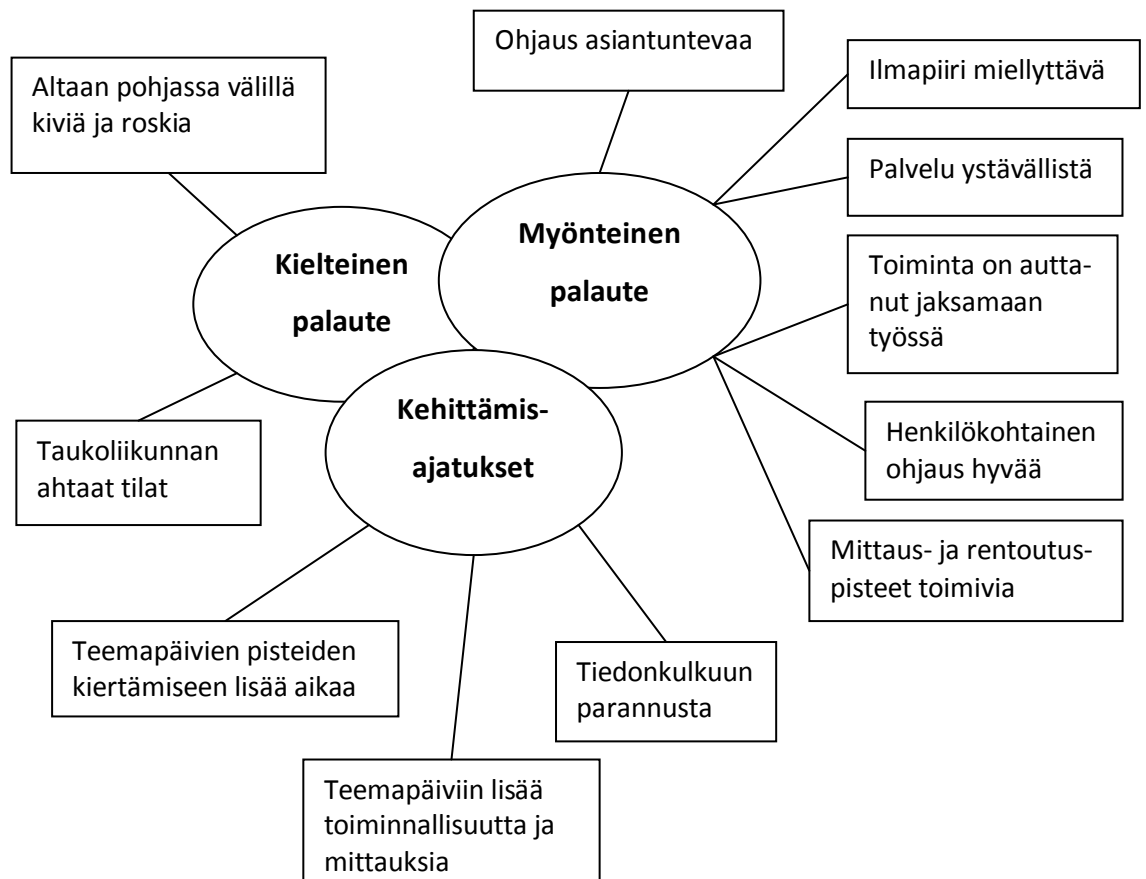 Ohjaus asiantuntevaa
Ilmapiiri miellyttävä
Altaan pohjassa välillä
kiviä ja roskia
Palvelu ystävällistä
Myönteinen
palaute
Kielteinen
palaute
Toiminta on autta-
nut jaksamaan
työssä
Kehittämis-
ajatukset
Henkilökohtainen
ohjaus hyvää
Taukoliikunnan
ahtaat tilat
Mittaus- ja rentoutus-
pisteet toimivia
Teemapäivien pisteiden
kiertämiseen lisää aikaa
Tiedonkulkuun
parannusta
Teemapäiviin lisää
toiminnallisuutta ja
mittauksia